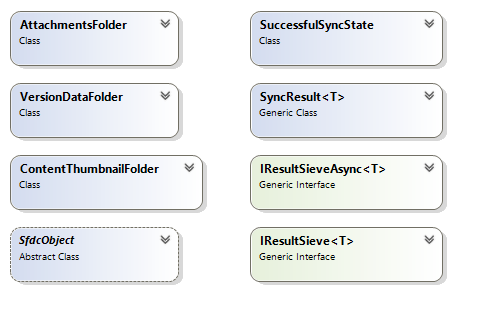 AttachmentsFolder
Class
VersionDataFolder
Class
ContentThumbnailFolder
Class
SfdcObject
Abstract Class
SuccessfulSyncState
Class
SyncResult<T>
Generic Class
IResultSieveAsync<T>
Generic Interface
IResultSieve<T>
Generic Interface